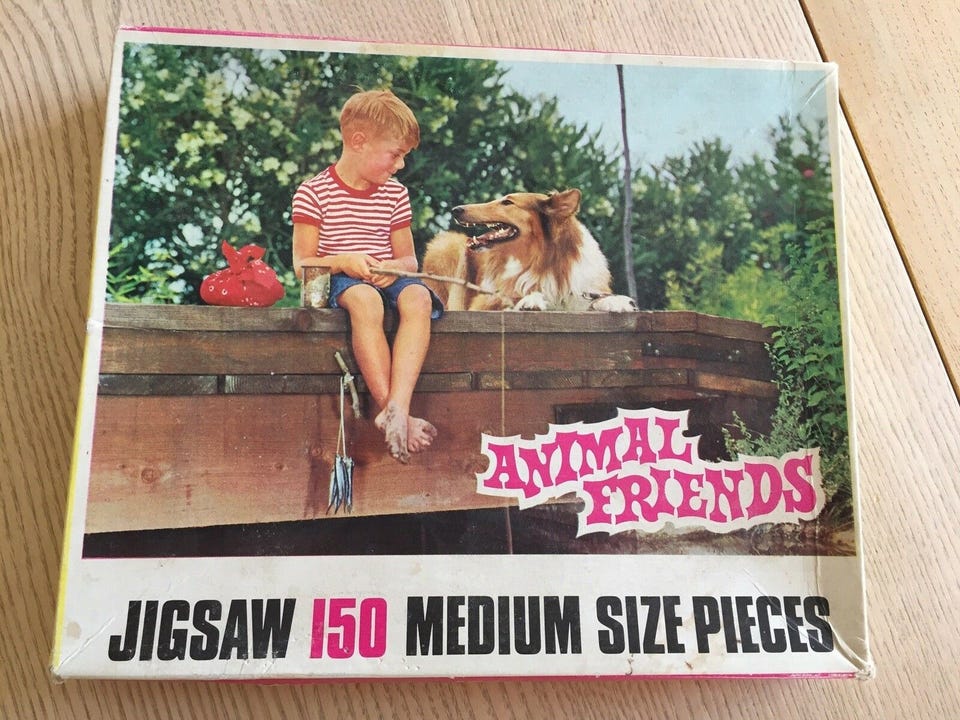 ANIMAL
FRIENDS
JIGSAW 150 MEDIUM SIZE PIECES